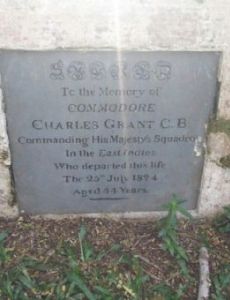 SACRED
To the Memory of
COMMODORE
CHARLES GRANT C.B.
Commanding His Majesty's Squadron
In the East Indies
Who departed this life
The 25th July 1824
Aged 54 Years.